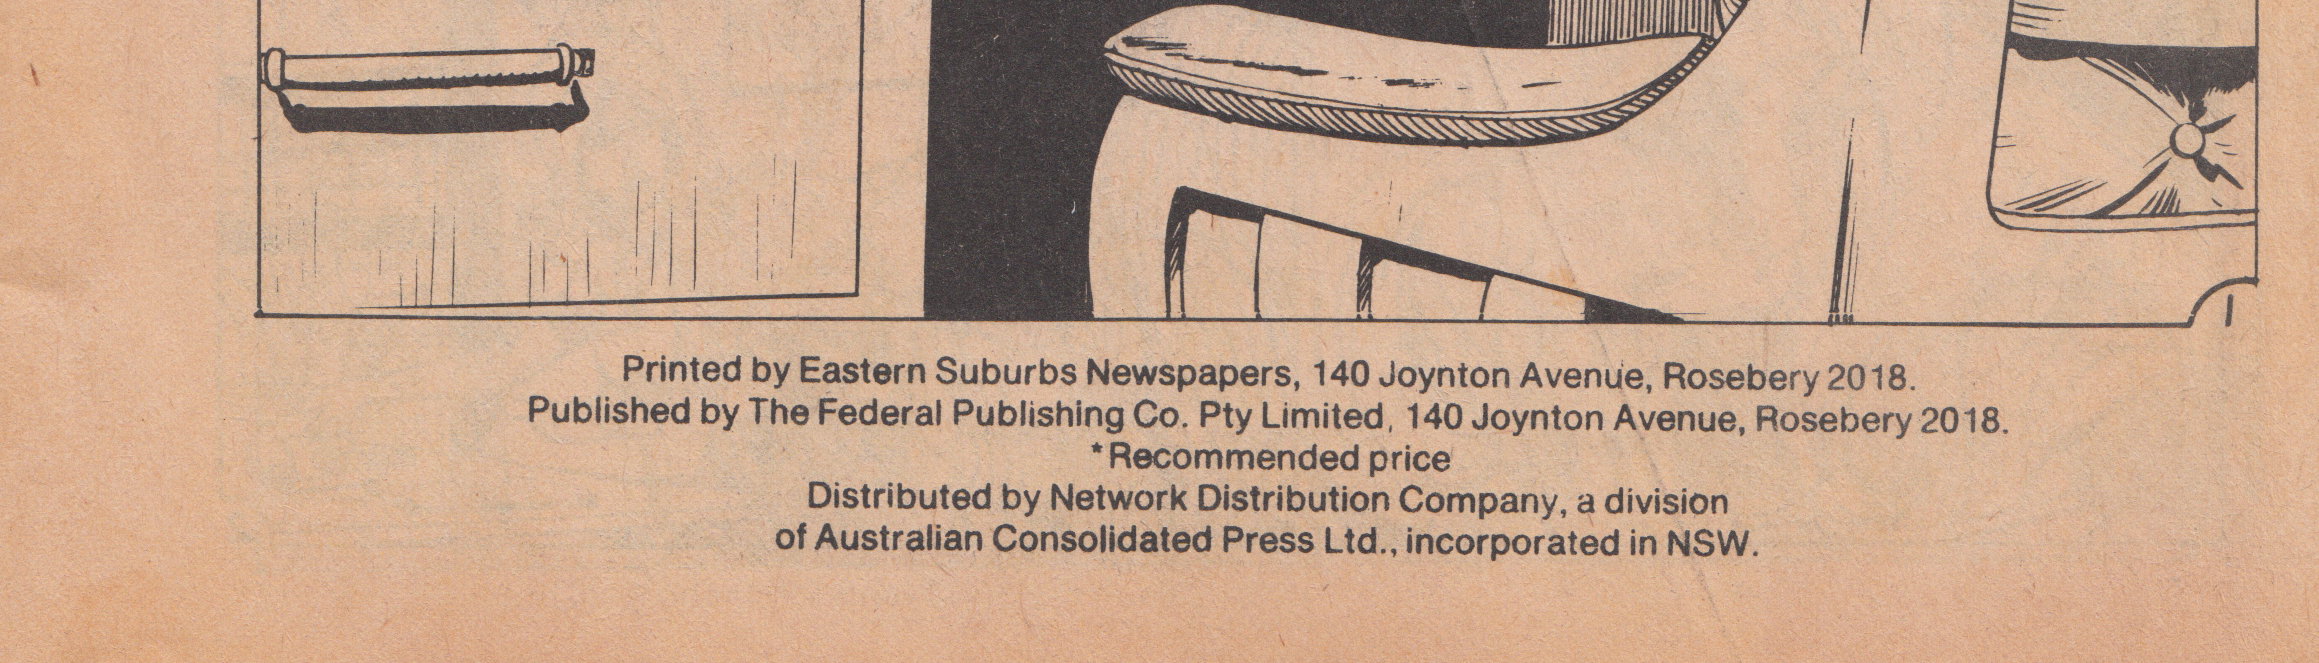 1
Printed by Eastern Suburbs Newspapers, 140 Joynton Avenue, Rosebery 2018.
Published by The Federal Publishing Co. Pty Limited, 140 Joynton Avenue, Rosebery 2018.
*Recommended price
Distributed by Network Distribution Company, a division
of Australian Consolidated Press Ltd., incorporated in NSW.